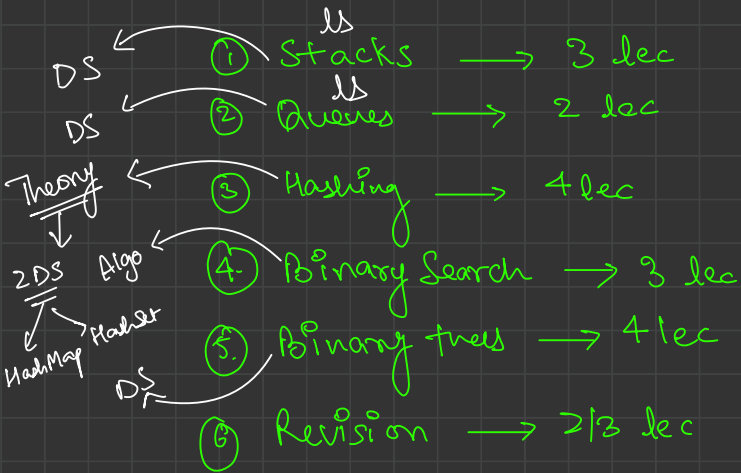 ls
DS ① Stacks → 3 lec
ls
DS ② Queues → 2 lec
Theory ③ Hashing → 4 lec
2DS Algo ④ Binary Search → 3 lec
HashMap HashSet ⑤ Binary trees → 4 lec
DS
⑥ Revision → 2/3 lec